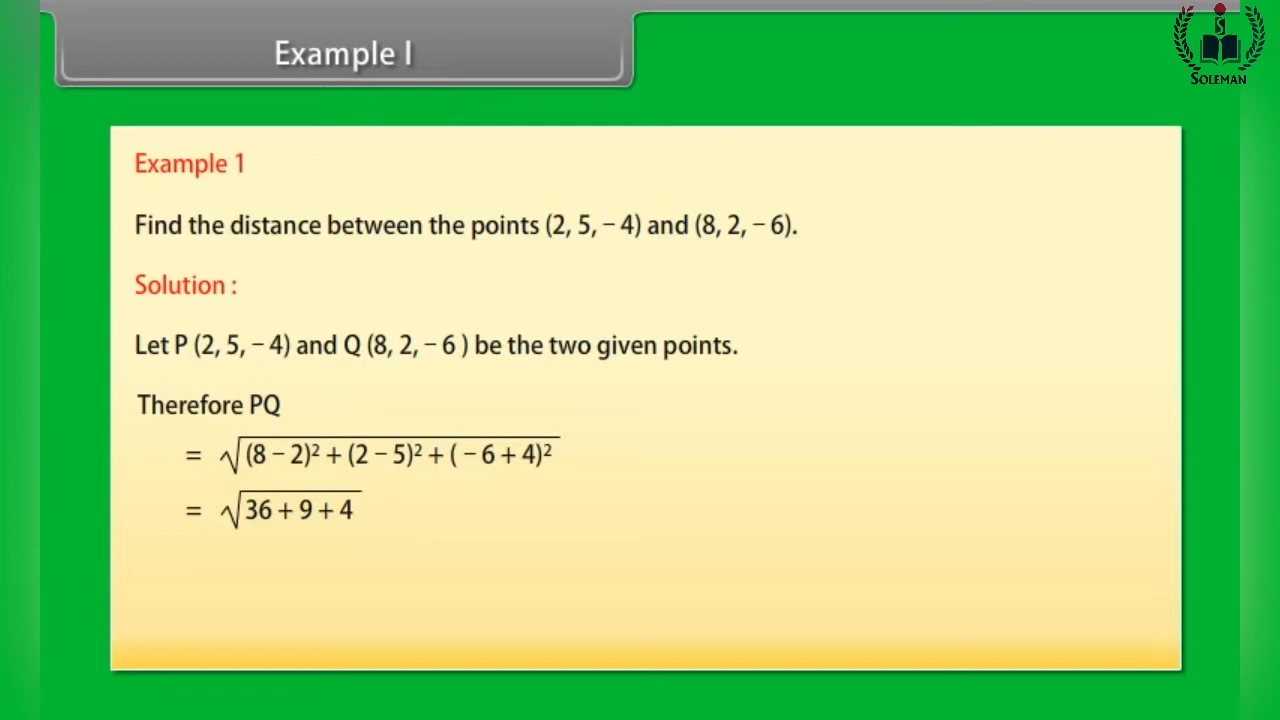 Example I
SOLEMAN
Example 1
Find the distance between the points (2, 5, − 4) and (8, 2, − 6).
Solution :
Let P (2, 5, − 4) and Q (8, 2, − 6 ) be the two given points.
Therefore PQ
= √(8 − 2)² + (2 − 5)² + ( − 6 + 4)²
= √36 + 9 + 4